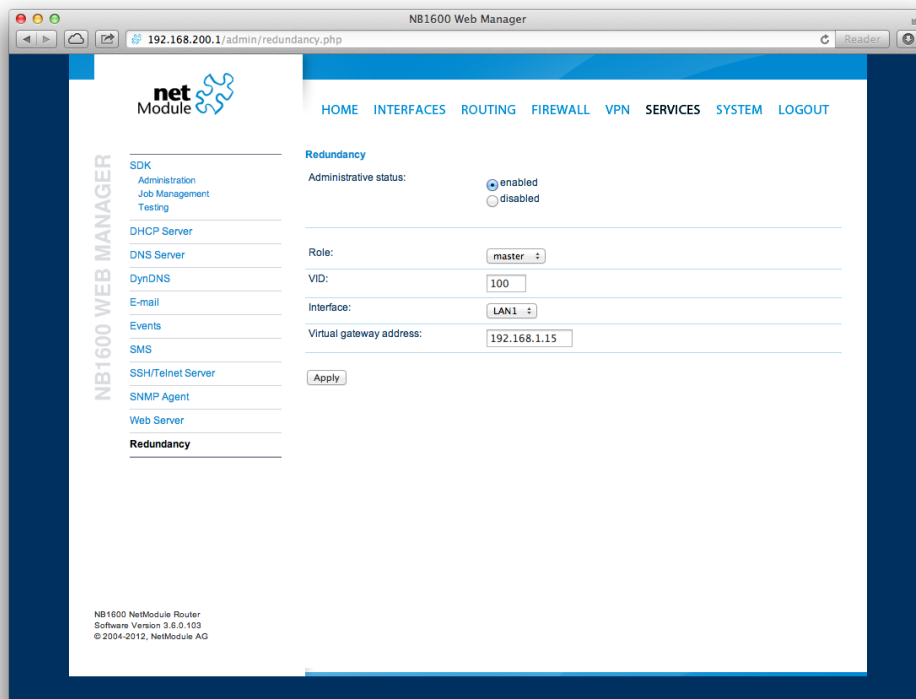 NB1600 Web Manager
192.168.200.1/admin/redundancy.php
Reader
net
Module
HOME INTERFACES ROUTING FIREWALL VPN SERVICES SYSTEM LOGOUT
NB1600 WEB MANAGER
SDK
Administration
Job Management
Testing
DHCP Server
DNS Server
DynDNS
E-mail
Events
SMS
SSH/Telnet Server
SNMP Agent
Web Server
Redundancy
Redundancy
Administrative status:
enabled
disabled
Role: master
VID: 100
Interface: LAN1
Virtual gateway address: 192.168.1.15
Apply
NB1600 NetModule Router
Software Version 3.6.0.103
© 2004-2012, NetModule AG